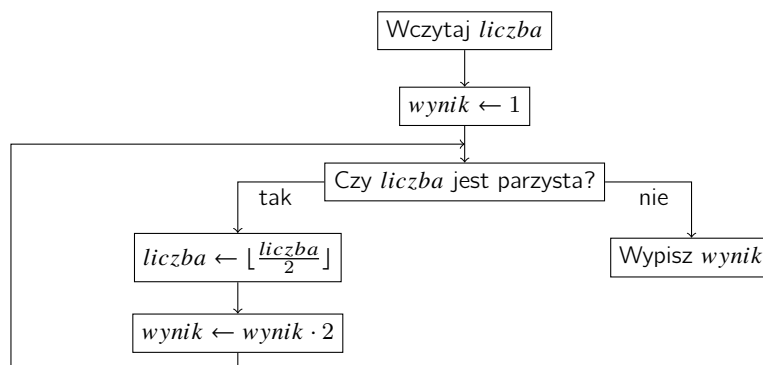 Wczytaj liczba
wynik ← 1
Czy liczba jest parzysta?
tak
nie
liczba ← ⌊liczba/2⌋
Wypisz wynik
wynik ← wynik · 2